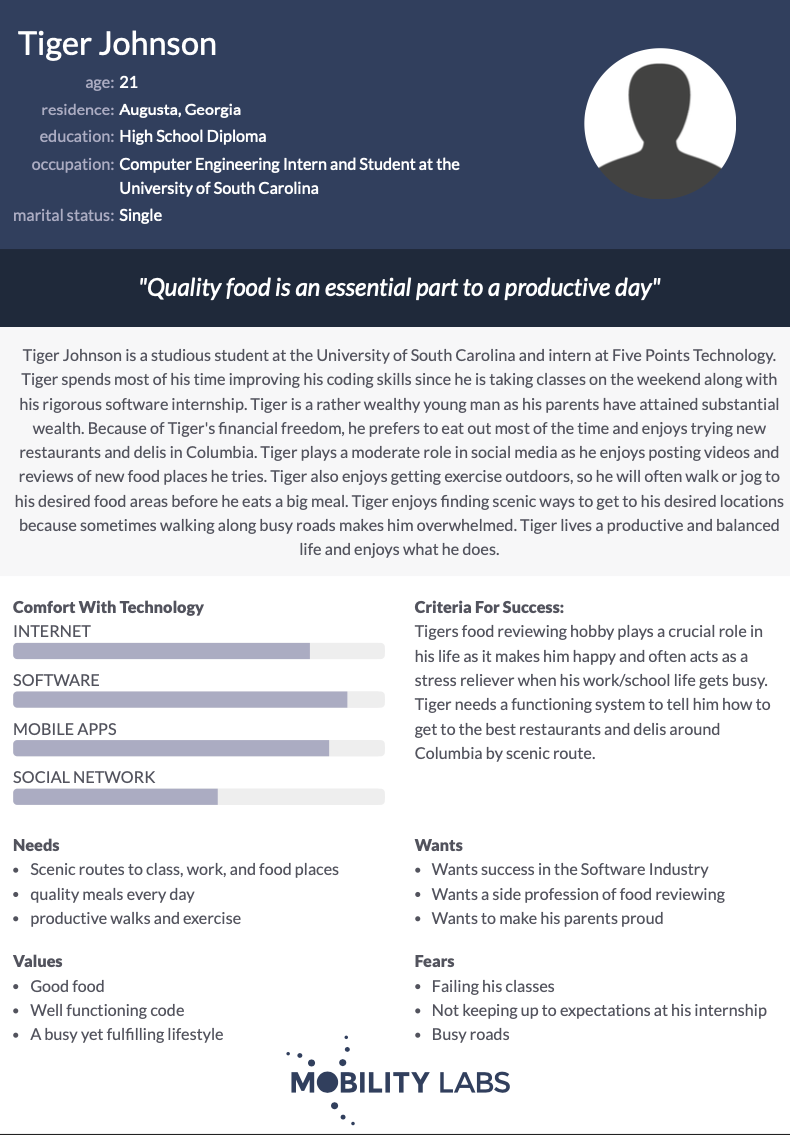 Tiger Johnson
age: 21
residence: Augusta, Georgia
education: High School Diploma
occupation: Computer Engineering Intern and Student at the
University of South Carolina
marital status: Single
"Quality food is an essential part to a productive day"
Tiger Johnson is a studious student at the University of South Carolina and intern at Five Points Technology.
Tiger spends most of his time improving his coding skills since he is taking classes on the weekend along with
his rigorous software internship. Tiger is a rather wealthy young man as his parents have attained substantial
wealth. Because of Tiger's financial freedom, he prefers to eat out most of the time and enjoys trying new
restaurants and delis in Columbia. Tiger plays a moderate role in social media as he enjoys posting videos and
reviews of new food places he tries. Tiger also enjoys getting exercise outdoors, so he will often walk or jog to
his desired food areas before he eats a big meal. Tiger enjoys finding scenic ways to get to his desired locations
because sometimes walking along busy roads makes him overwhelmed. Tiger lives a productive and balanced
life and enjoys what he does.
Comfort With Technology
INTERNET
SOFTWARE
MOBILE APPS
SOCIAL NETWORK
Criteria For Success:
Tigers food reviewing hobby plays a crucial role in
his life as it makes him happy and often acts as a
stress reliever when his work/school life gets busy.
Tiger needs a functioning system to tell him how to
get to the best restaurants and delis around
Columbia by scenic route.
Needs
• Scenic routes to class, work, and food places
• quality meals every day
• productive walks and exercise
Wants
• Wants success in the Software Industry
• Wants a side profession of food reviewing
• Wants to make his parents proud
Values
• Good food
• Well functioning code
• A busy yet fulfilling lifestyle
Fears
• Failing his classes
• Not keeping up to expectations at his internship
• Busy roads
MOBILITY LABS